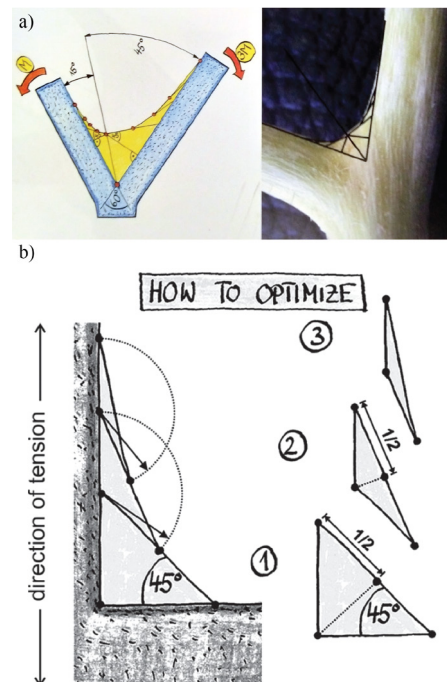 a)
45°
M
M
b)
HOW TO OPTIMIZE
direction of tension
3
2
1/2
1
1/2
45°
45°